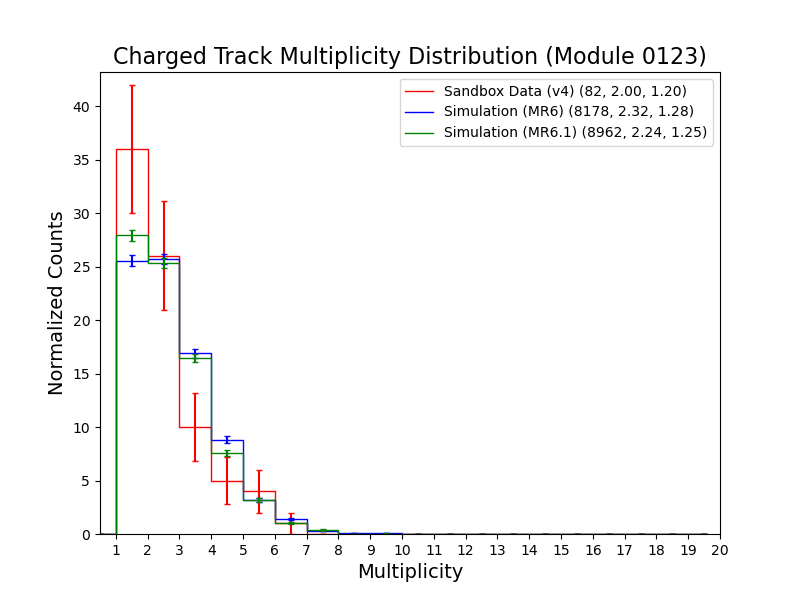 Charged Track Multiplicity Distribution (Module 0123)
Sandbox Data (v4) (82, 2.00, 1.20)
Simulation (MR6) (8178, 2.32, 1.28)
Simulation (MR6.1) (8962, 2.24, 1.25)
Normalized Counts
40
35
30
25
20
15
10
5
0
1 2 3 4 5 6 7 8 9 10 11 12 13 14 15 16 17 18 19 20
Multiplicity